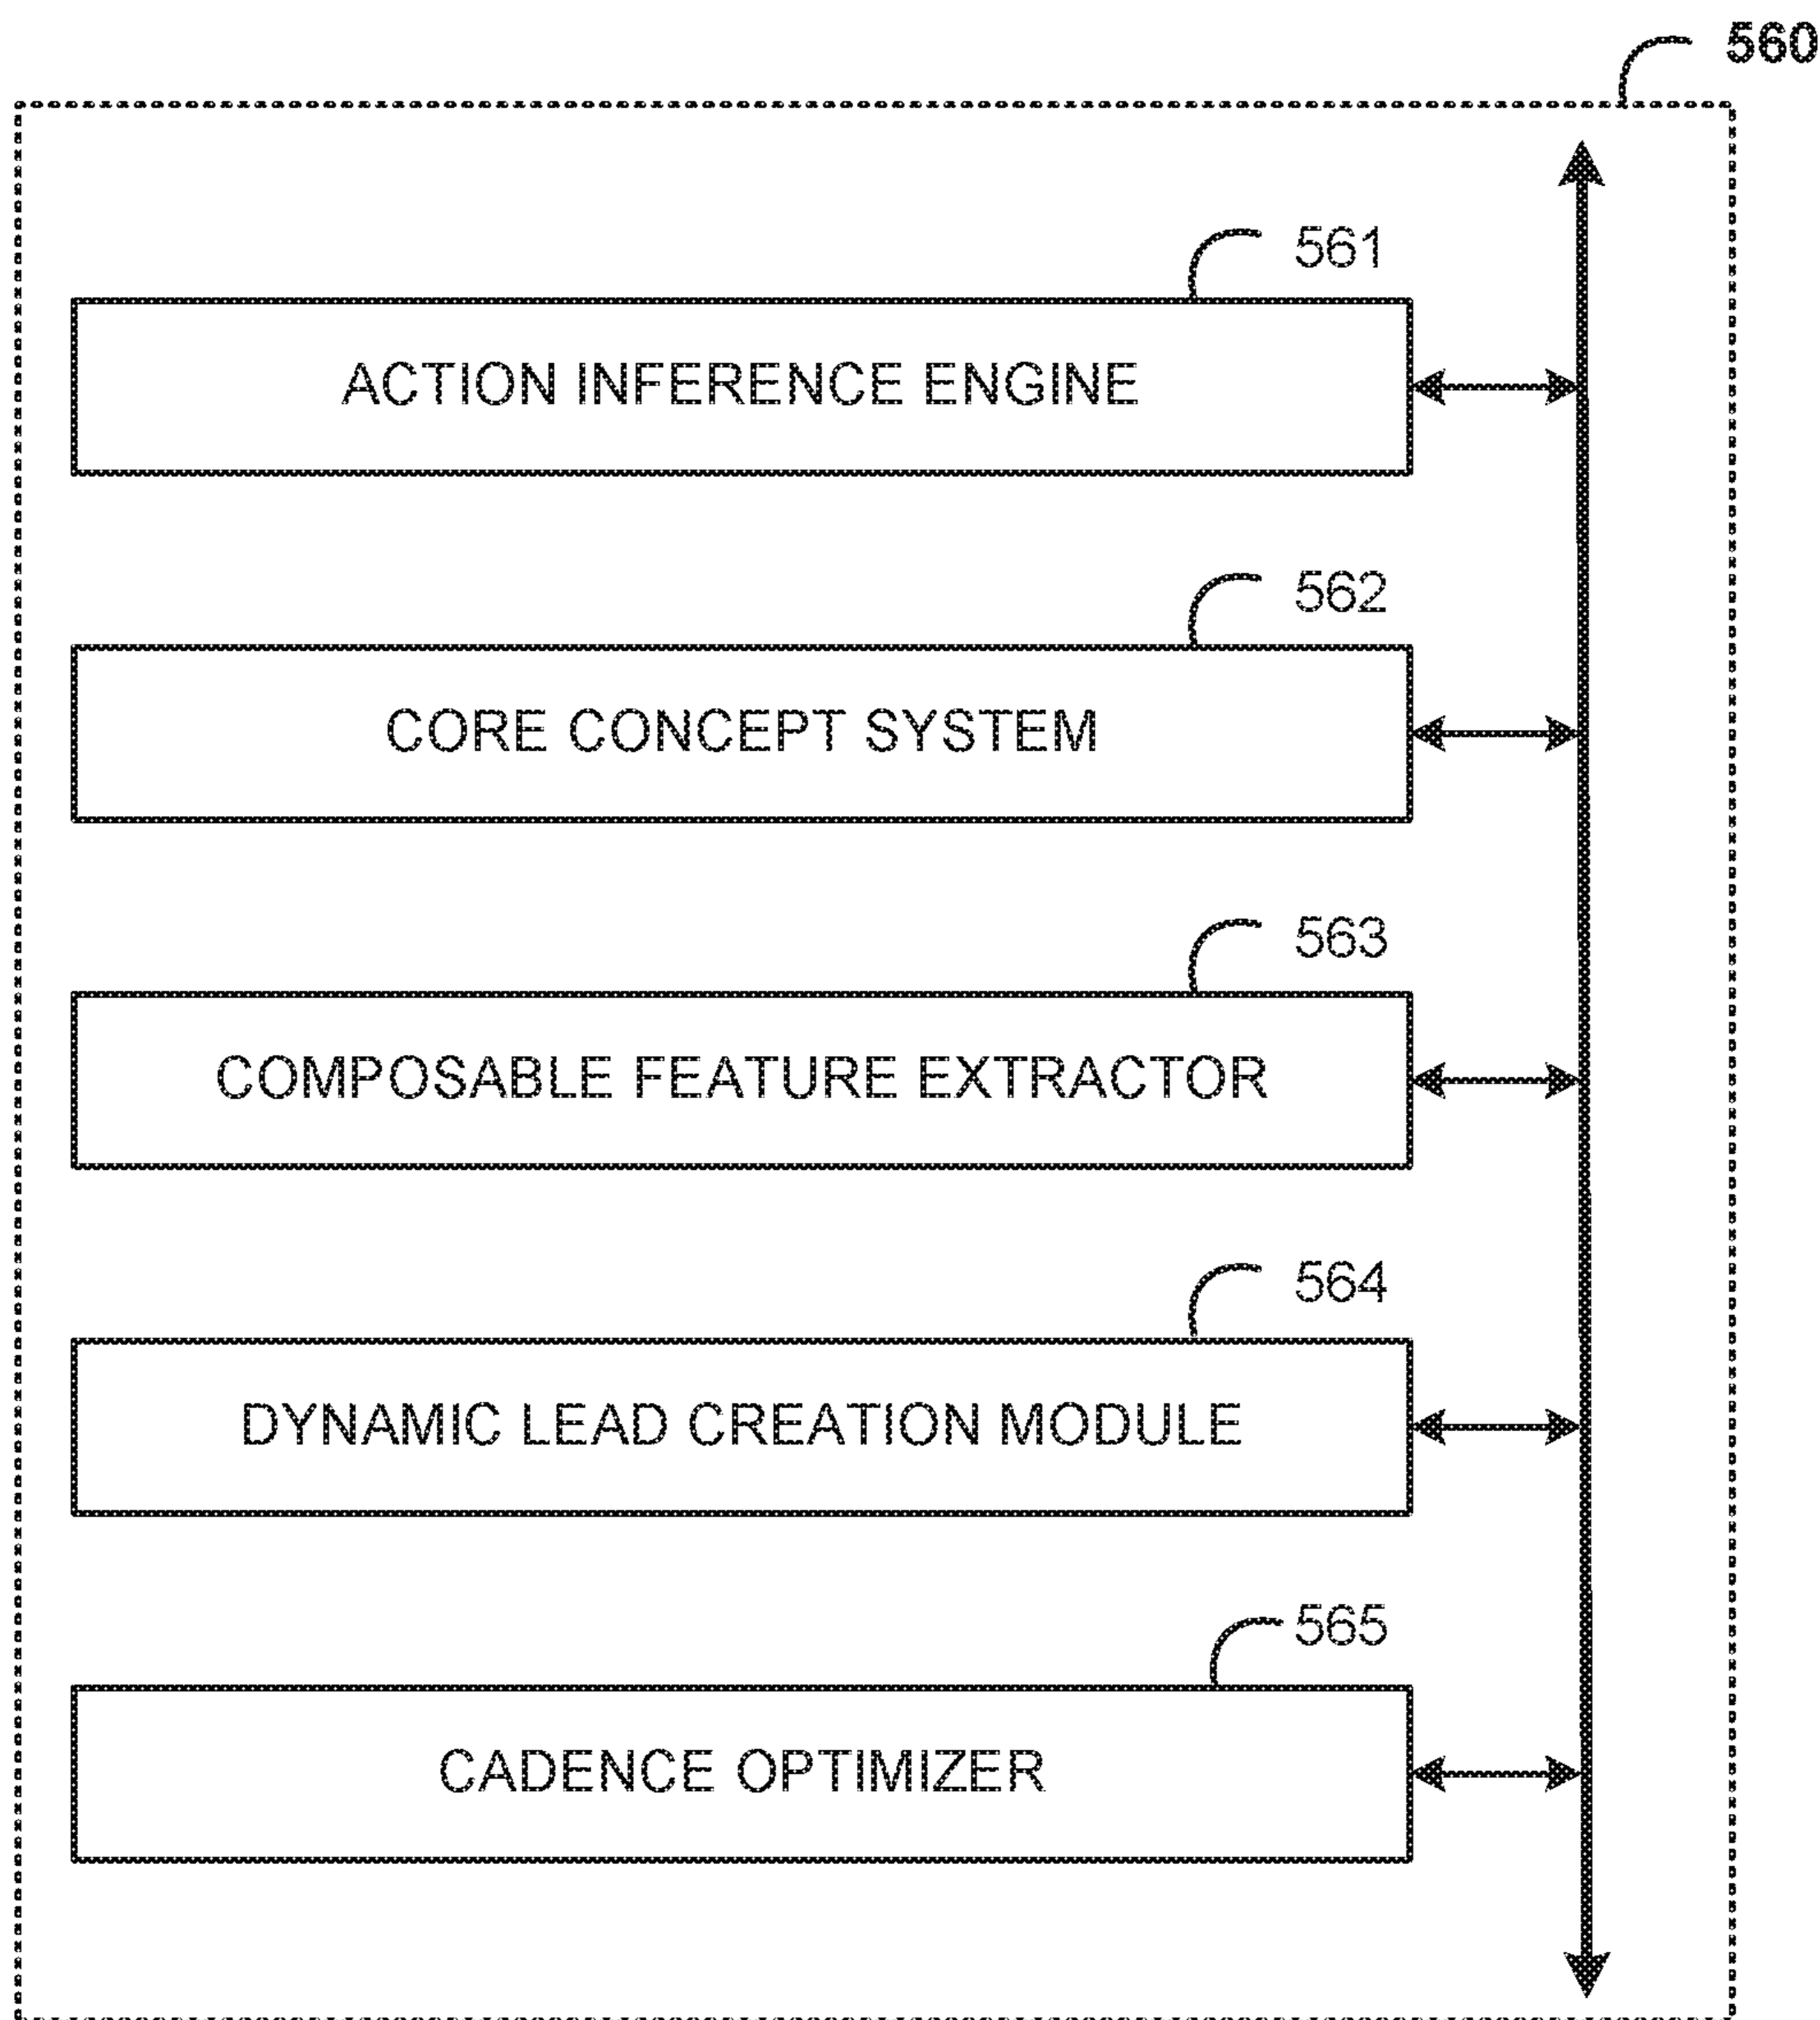 560
561
ACTION INFERENCE ENGINE
562
CORE CONCEPT SYSTEM
563
COMPOSABLE FEATURE EXTRACTOR
564
DYNAMIC LEAD CREATION MODULE
565
CADENCE OPTIMIZER